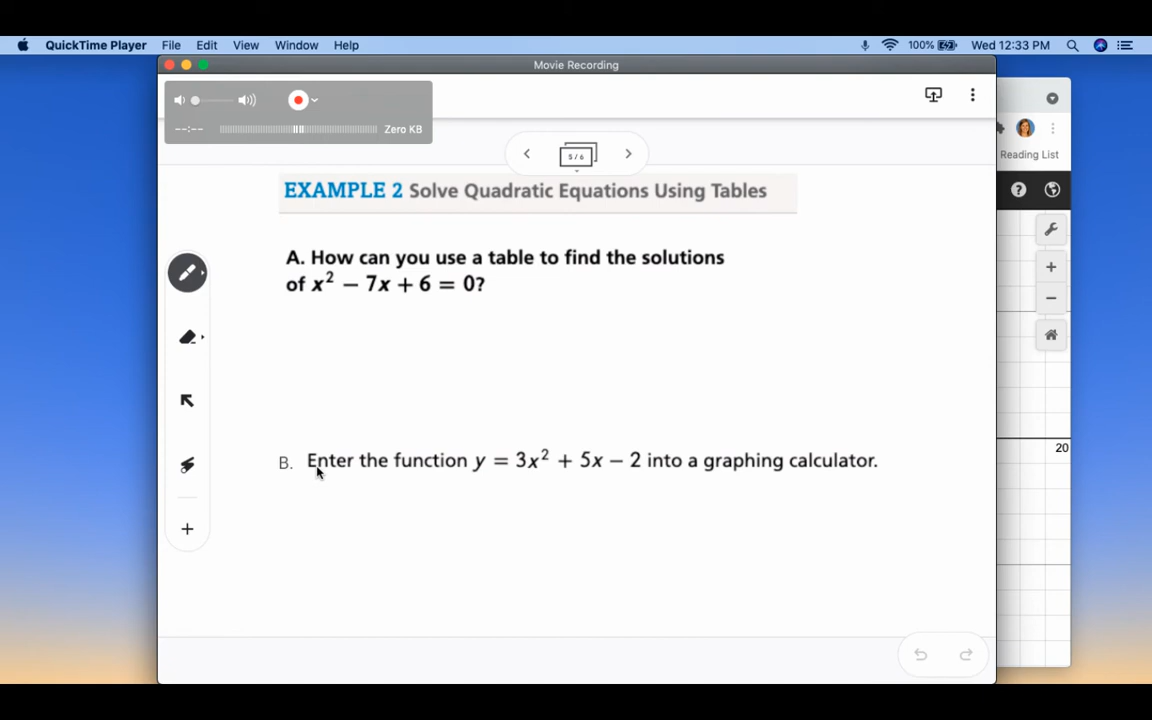 QuickTime Player File Edit View Window Help 100% Wed 12:33 PM
Movie Recording
--:-- Zero KB
Reading List
5 / 6
EXAMPLE 2 Solve Quadratic Equations Using Tables
A. How can you use a table to find the solutions
of x² − 7x + 6 = 0?
20
B. Enter the function y = 3x² + 5x − 2 into a graphing calculator.